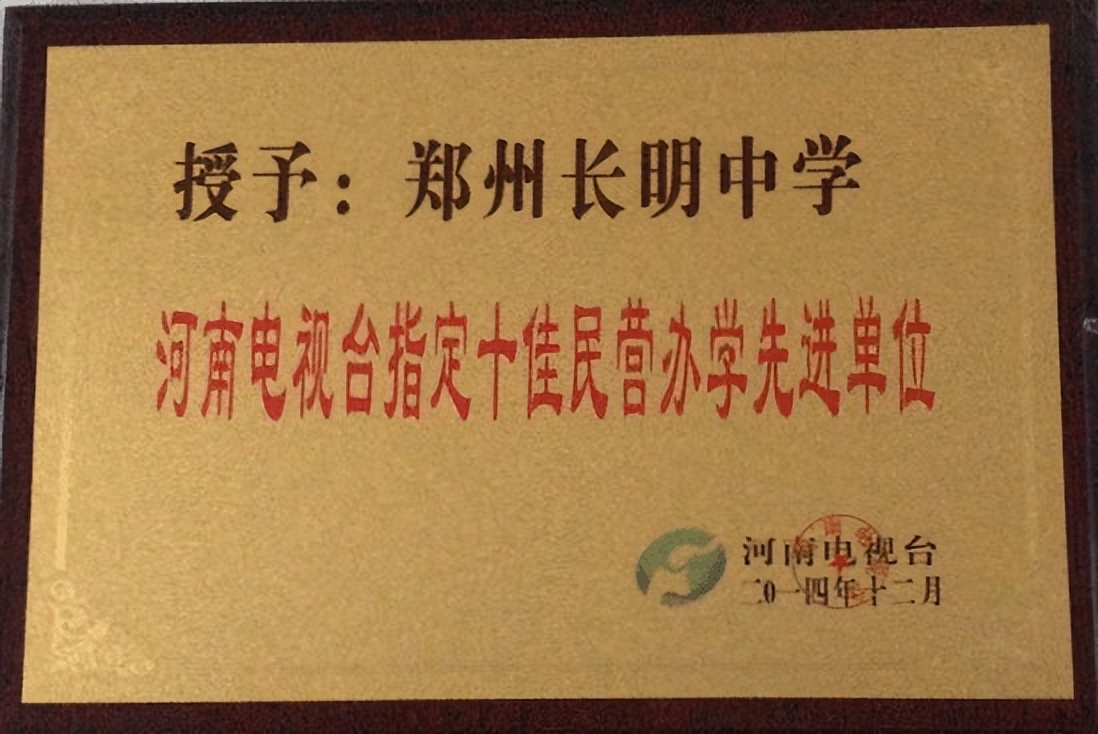 授予：郑州长明中学
河南电视台指定十佳民营办学先进单位
河南电视台
二0一四年十二月